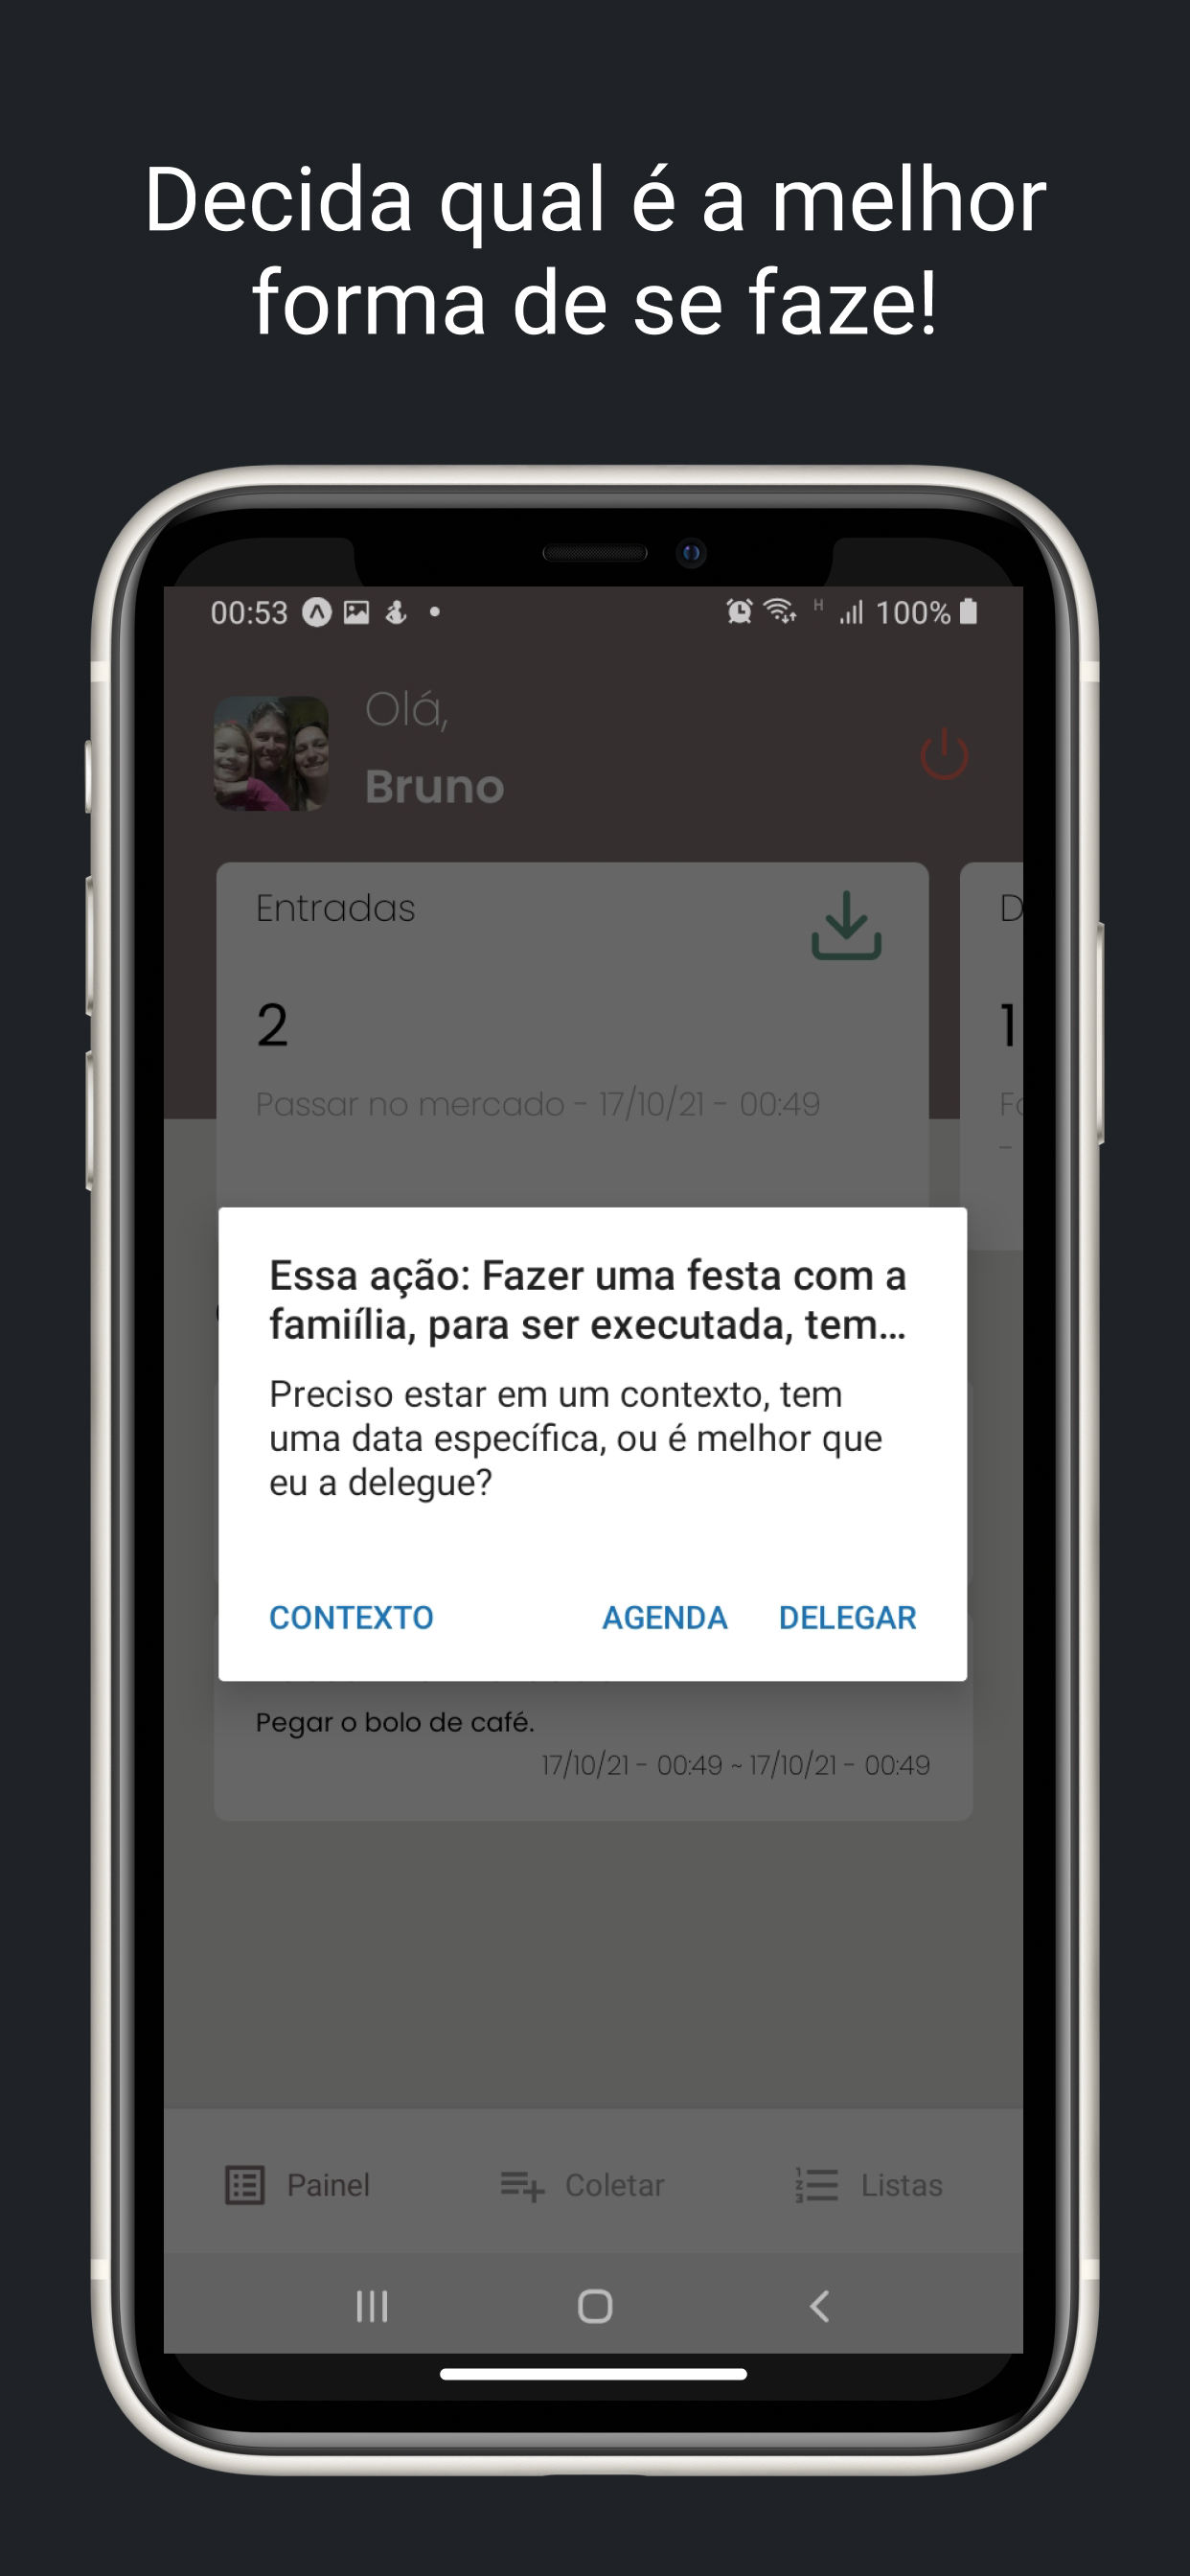 Decida qual é a melhor
forma de se faze!
00:53
H
100%
Olá,
Bruno
Entradas
D
2
1
Passar no mercado - 17/10/21 - 00:49
Fo
-
Essa ação: Fazer uma festa com a
famiília, para ser executada, tem...
Preciso estar em um contexto, tem
uma data específica, ou é melhor que
eu a delegue?
CONTEXTO AGENDA DELEGAR
Pegar o bolo de café.
17/10/21 - 00:49 ~ 17/10/21 - 00:49
Painel Coletar Listas